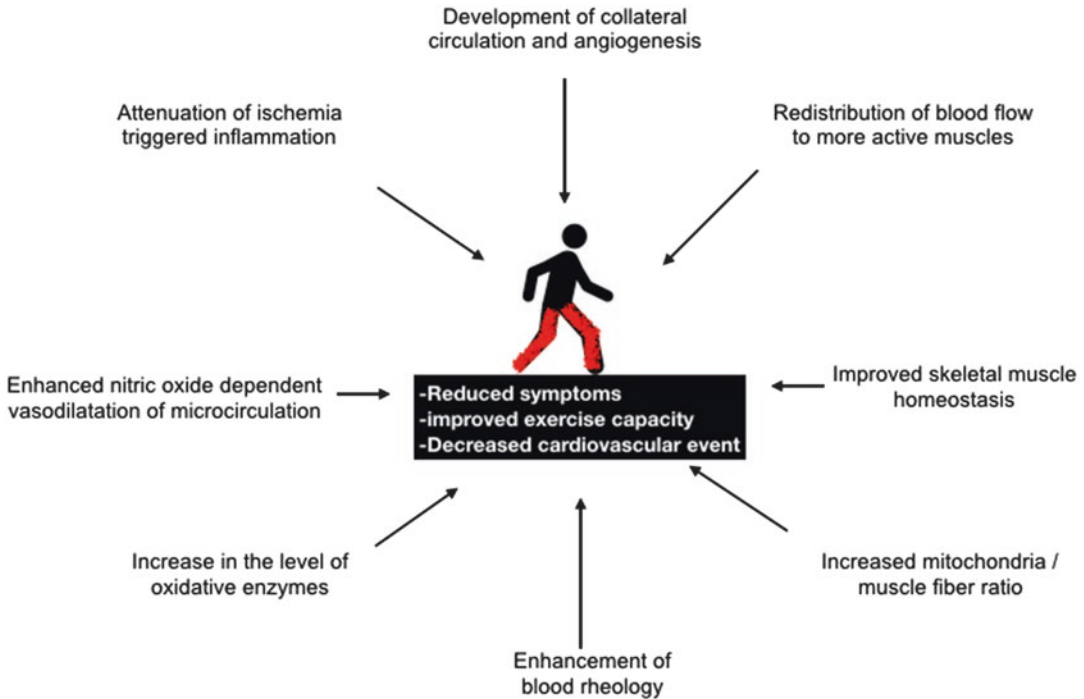 Development of collateral
circulation and angiogenesis
Attenuation of ischemia
triggered inflammation
Redistribution of blood flow
to more active muscles
Enhanced nitric oxide dependent
vasodilatation of microcirculation
-Reduced symptoms
-improved exercise capacity
-Decreased cardiovascular event
Improved skeletal muscle
homeostasis
Increase in the level of
oxidative enzymes
Increased mitochondria /
muscle fiber ratio
Enhancement of
blood rheology